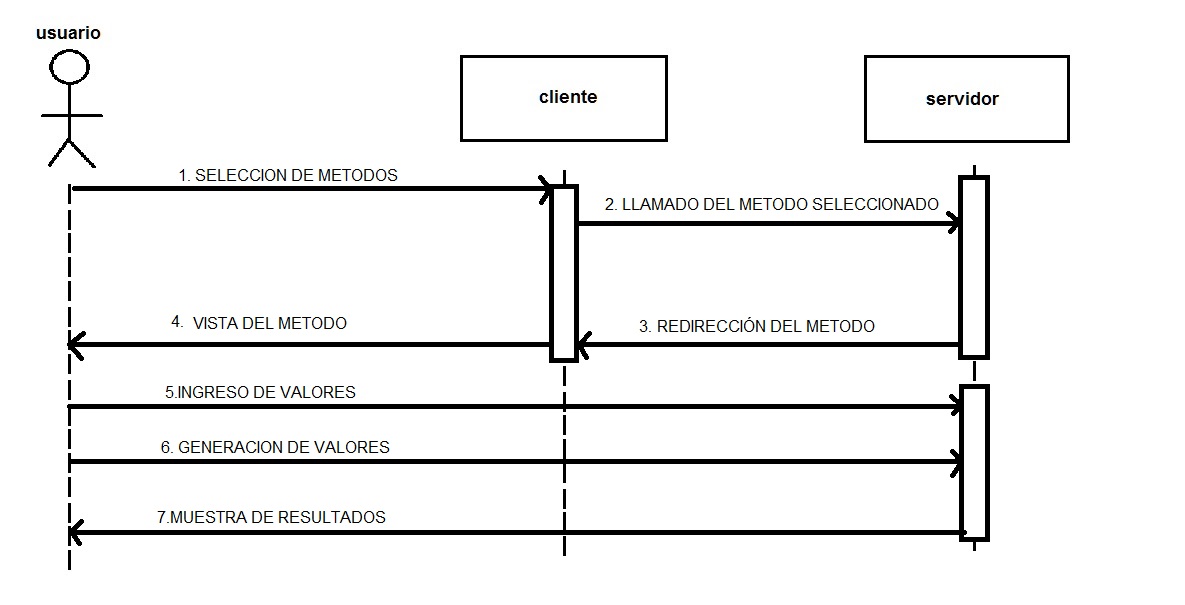 usuario
cliente
servidor
1. SELECCION DE METODOS
2. LLAMADO DEL METODO SELECCIONADO
4. VISTA DEL METODO
3. REDIRECCIÓN DEL METODO
5.INGRESO DE VALORES
6. GENERACION DE VALORES
7.MUESTRA DE RESULTADOS